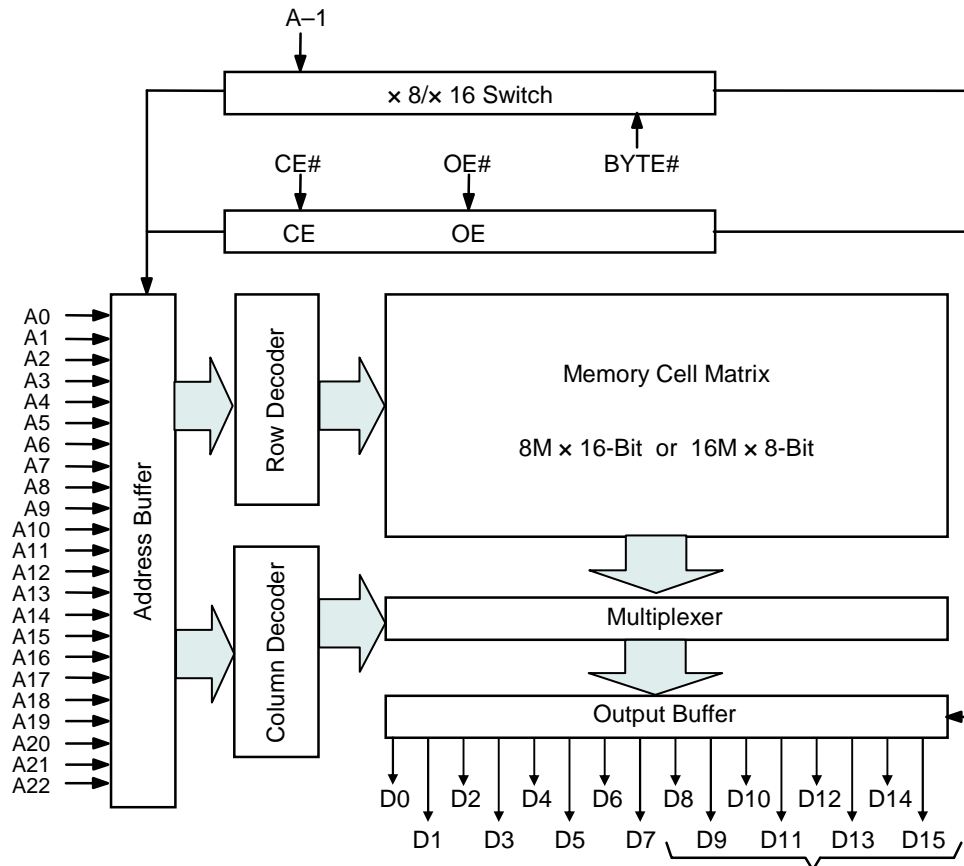 A–1
× 8/× 16 Switch
CE# OE# BYTE#
CE OE
A0
A1
A2
A3
A4
A5
A6
A7
A8
A9
A10
A11
A12
A13
A14
A15
A16
A17
A18
A19
A20
A21
A22
Address Buffer
Row Decoder
Column Decoder
Memory Cell Matrix
8M × 16-Bit or 16M × 8-Bit
Multiplexer
Output Buffer
D0 D2 D4 D6 D8 D10 D12 D14
D1 D3 D5 D7 D9 D11 D13 D15